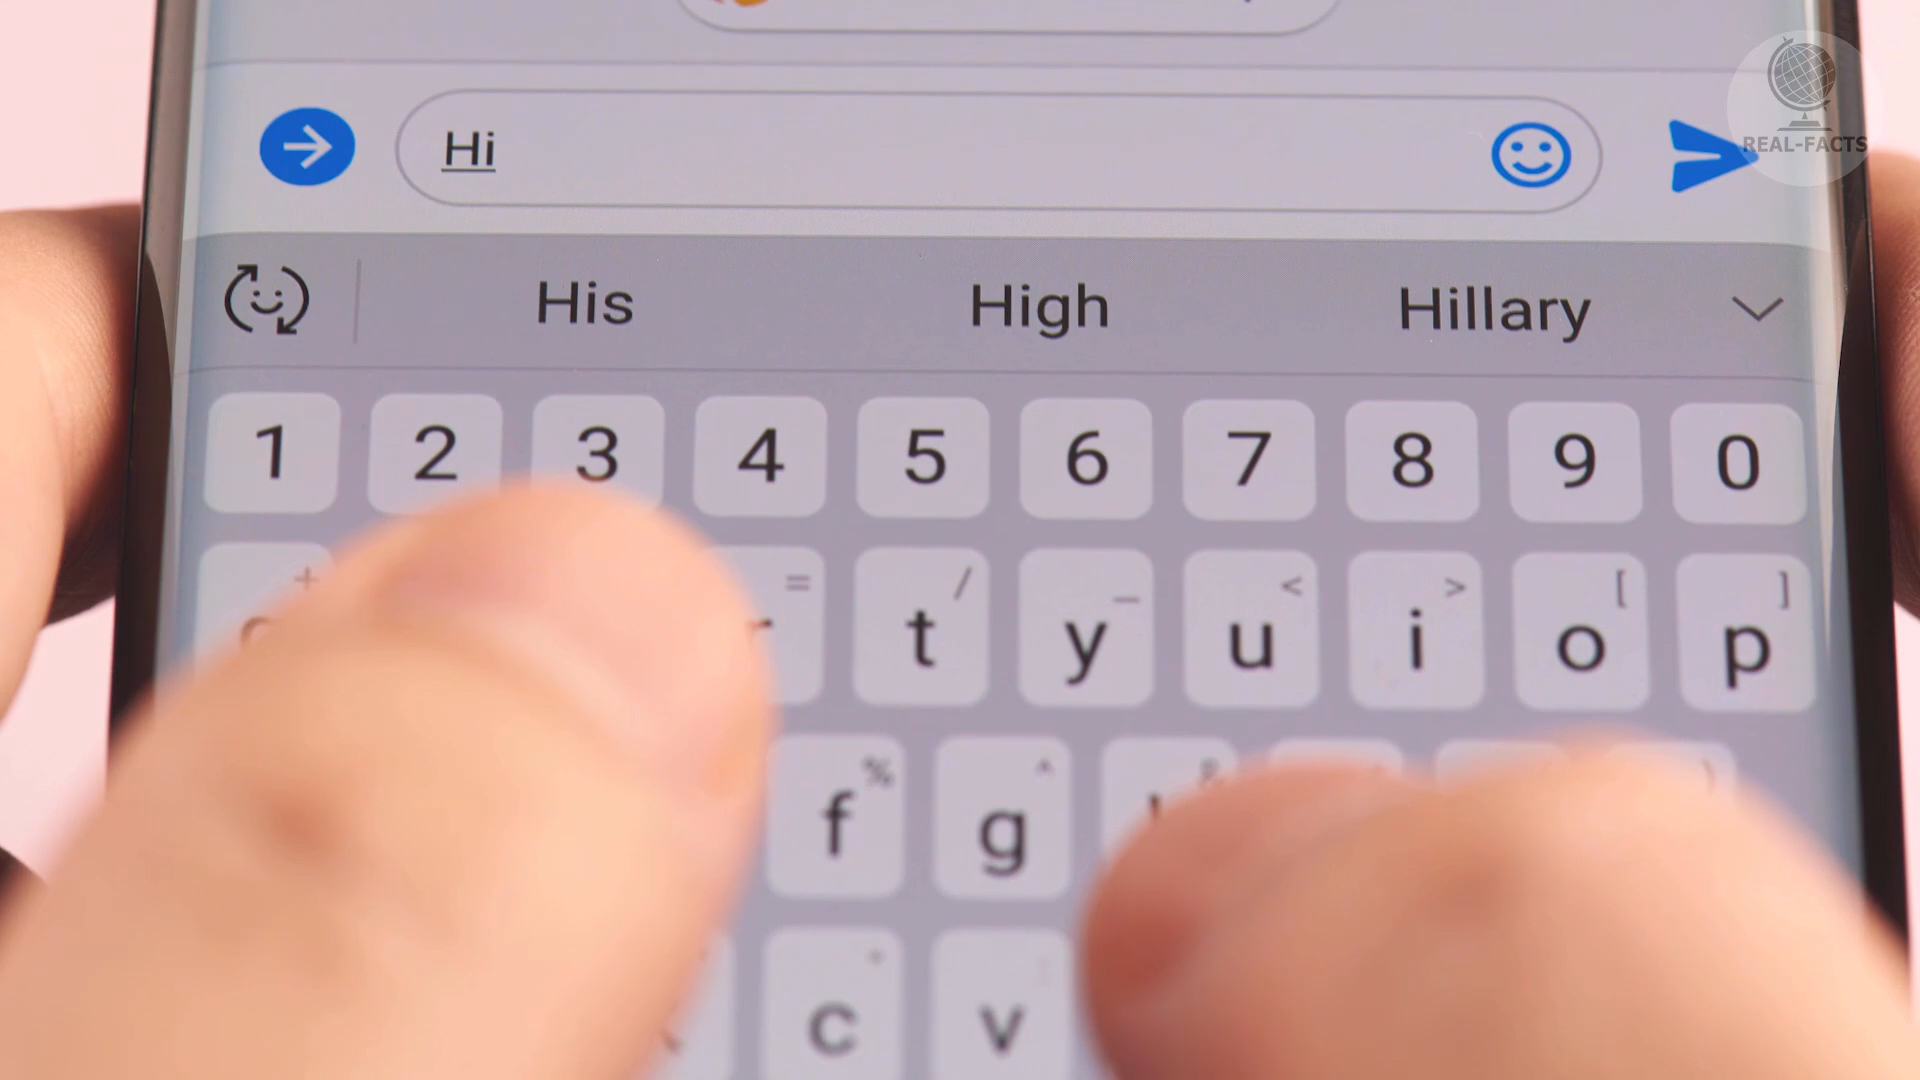 Hi
REAL-FACTS
His High Hillary
1 2 3 4 5 6 7 8 9 0
+ = / _ < > [ ]
t y u i o p
% ^
f g
c v